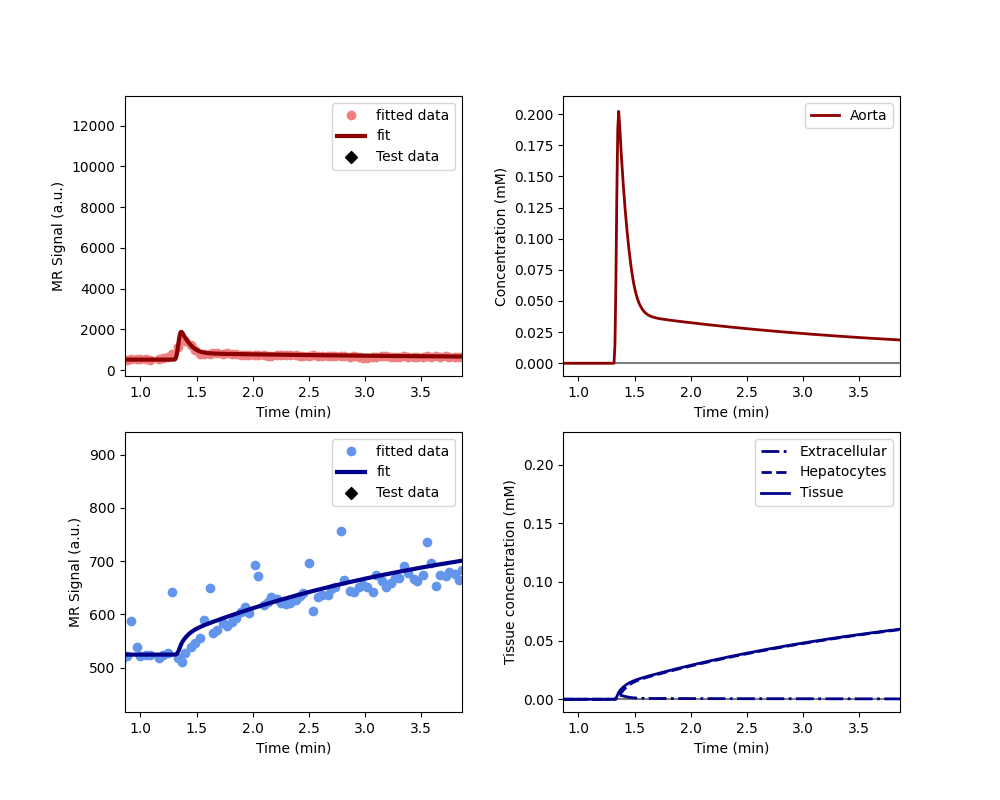 MR Signal (a.u.)
12000
10000
8000
6000
4000
2000
0
fitted data
fit
Test data
1.0 1.5 2.0 2.5 3.0 3.5
Time (min)
Concentration (mM)
0.200
0.175
0.150
0.125
0.100
0.075
0.050
0.025
0.000
Aorta
1.0 1.5 2.0 2.5 3.0 3.5
Time (min)
MR Signal (a.u.)
900
800
700
600
500
fitted data
fit
Test data
1.0 1.5 2.0 2.5 3.0 3.5
Time (min)
Tissue concentration (mM)
0.20
0.15
0.10
0.05
0.00
Extracellular
Hepatocytes
Tissue
1.0 1.5 2.0 2.5 3.0 3.5
Time (min)